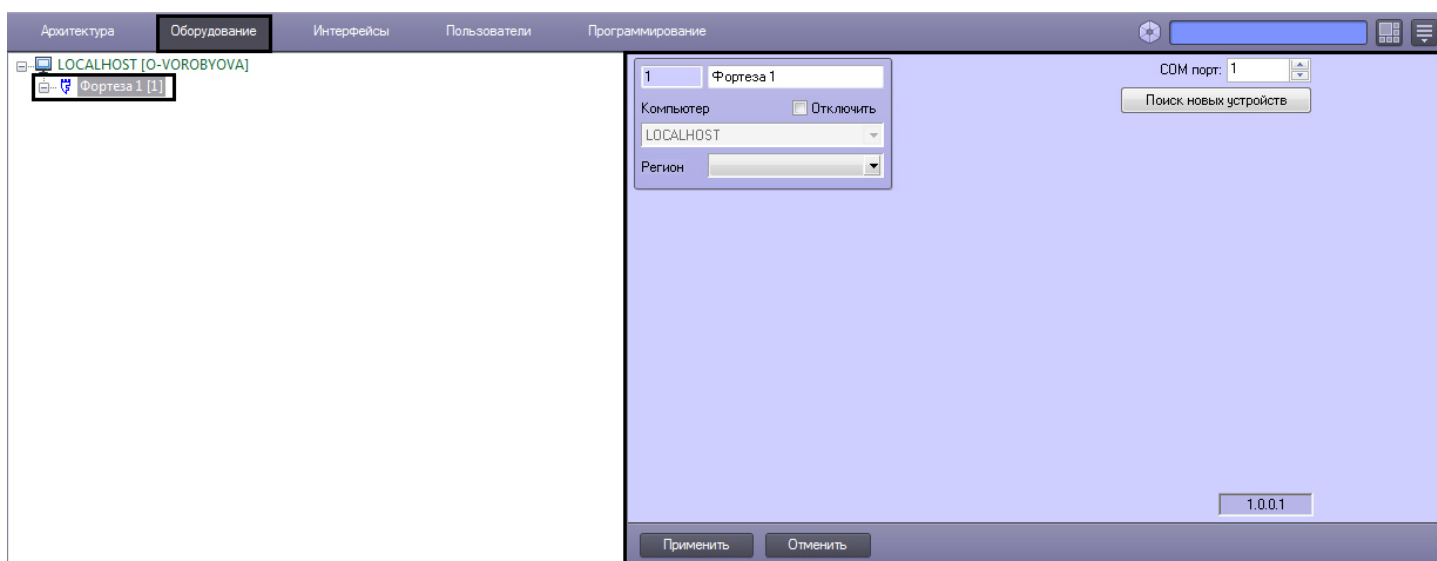 Архитектура Оборудование Интерфейсы Пользователи Программирование
LOCALHOST [O-VOROBYOVA]
Фортеза 1 [1]
1 Фортеза 1
Компьютер Отключить
LOCALHOST
Регион
COM порт: 1
Поиск новых устройств
1.0.0.1
Применить Отменить